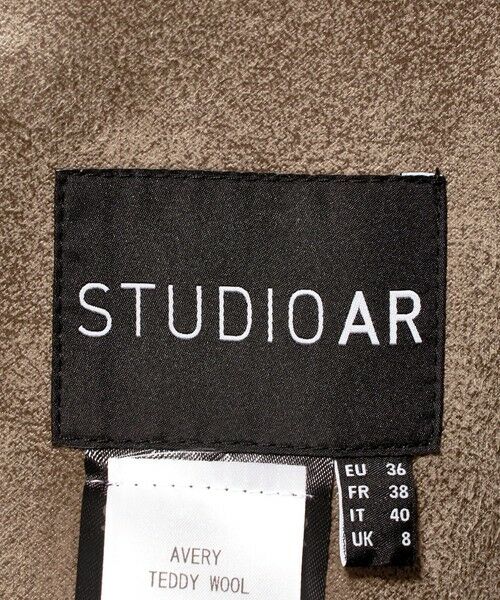 STUDIOAR
EU 36
FR 38
IT 40
UK 8
AVERY
TEDDY WOOL